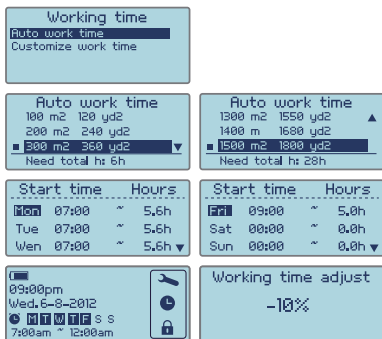 Working time
Auto work time
Customize work time
Auto work time
100 m2 120 yd2
200 m2 240 yd2
300 m2 360 yd2
Need total h: 6h
Auto work time
1300 m2 1550 yd2
1400 m 1680 yd2
1500 m2 1800 yd2
Need total h: 28h
Start time Hours
Mon 07:00 ~ 5.6h
Tue 07:00 ~ 5.6h
Wen 07:00 ~ 5.6h
Start time Hours
Fri 09:00 ~ 5.0h
Sat 00:00 ~ 0.0h
Sun 00:00 ~ 0.0h
09:00pm
Wed.6-8-2012
M T W T F S S
7:00am ~ 12:00am
Working time adjust
-10%